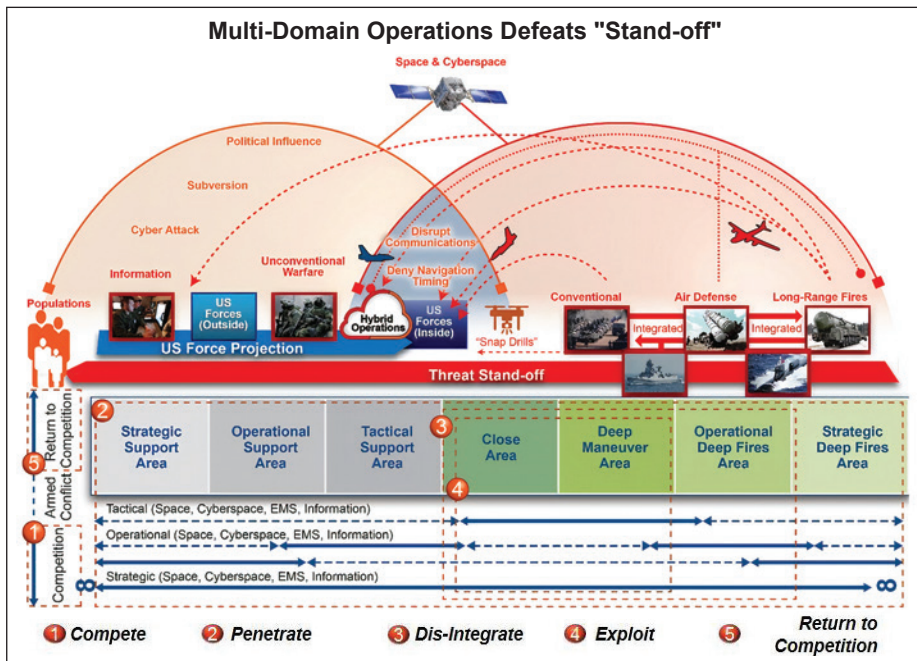 Multi-Domain Operations Defeats "Stand-off"
Space & Cyberspace
Political Influence
Subversion
Cyber Attack
Disrupt
Communications
Deny Navigation
Timing
Information
Unconventional
Warfare
Populations
US
Forces
(Outside)
Hybrid
Operations
US
Forces
(Inside)
"Snap Drills"
Conventional
Air Defense
Long-Range Fires
Integrated
Integrated
US Force Projection
Threat Stand-off
Return to
Competition
5
Armed
Conflict
1
Competition
2
Strategic
Support
Area
Operational
Support
Area
Tactical
Support
Area
3
Close
Area
Deep
Maneuver
Area
Operational
Deep Fires
Area
Strategic
Deep Fires
Area
4
Tactical (Space, Cyberspace, EMS, Information)
Operational (Space, Cyberspace, EMS, Information)
Strategic (Space, Cyberspace, EMS, Information)
∞
∞
1 Compete
2 Penetrate
3 Dis-Integrate
4 Exploit
5 Return to
Competition